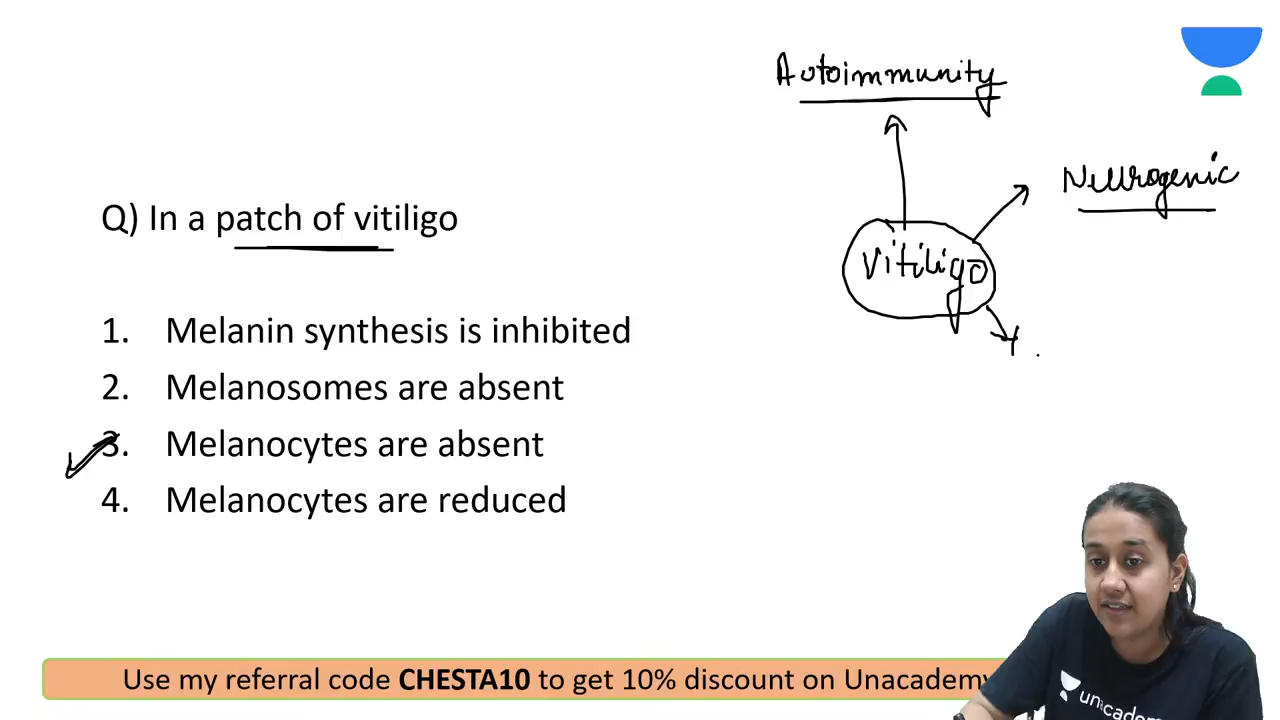 Autoimmunity
Neurogenic
Q) In a patch of vitiligo
Vitiligo
1. Melanin synthesis is inhibited
2. Melanosomes are absent
3. Melanocytes are absent
4. Melanocytes are reduced
Use my referral code CHESTA10 to get 10% discount on Unacademy